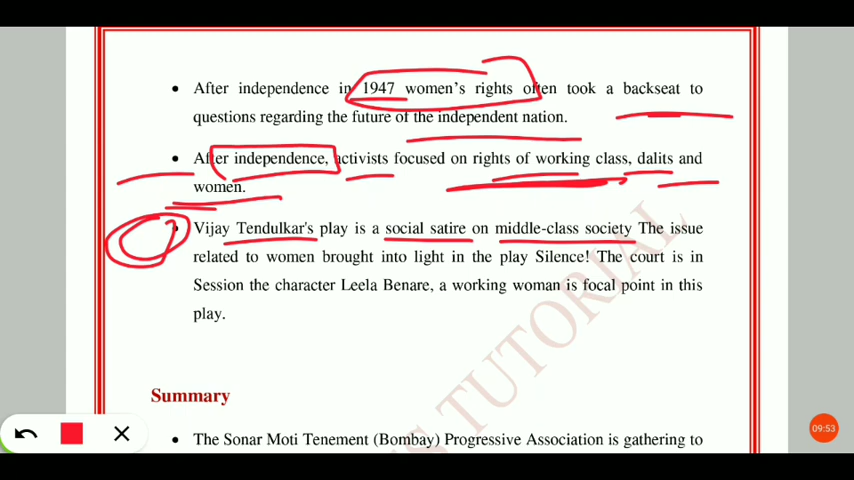 • After independence in 1947 women's rights often took a backseat to
questions regarding the future of the independent nation.
• After independence, activists focused on rights of working class, dalits and
women.
• Vijay Tendulkar's play is a social satire on middle-class society The issue
related to women brought into light in the play Silence! The court is in
Session the character Leela Benare, a working woman is focal point in this
play.
Summary
• The Sonar Moti Tenement (Bombay) Progressive Association is gathering to
S TUTORIAL
09:53